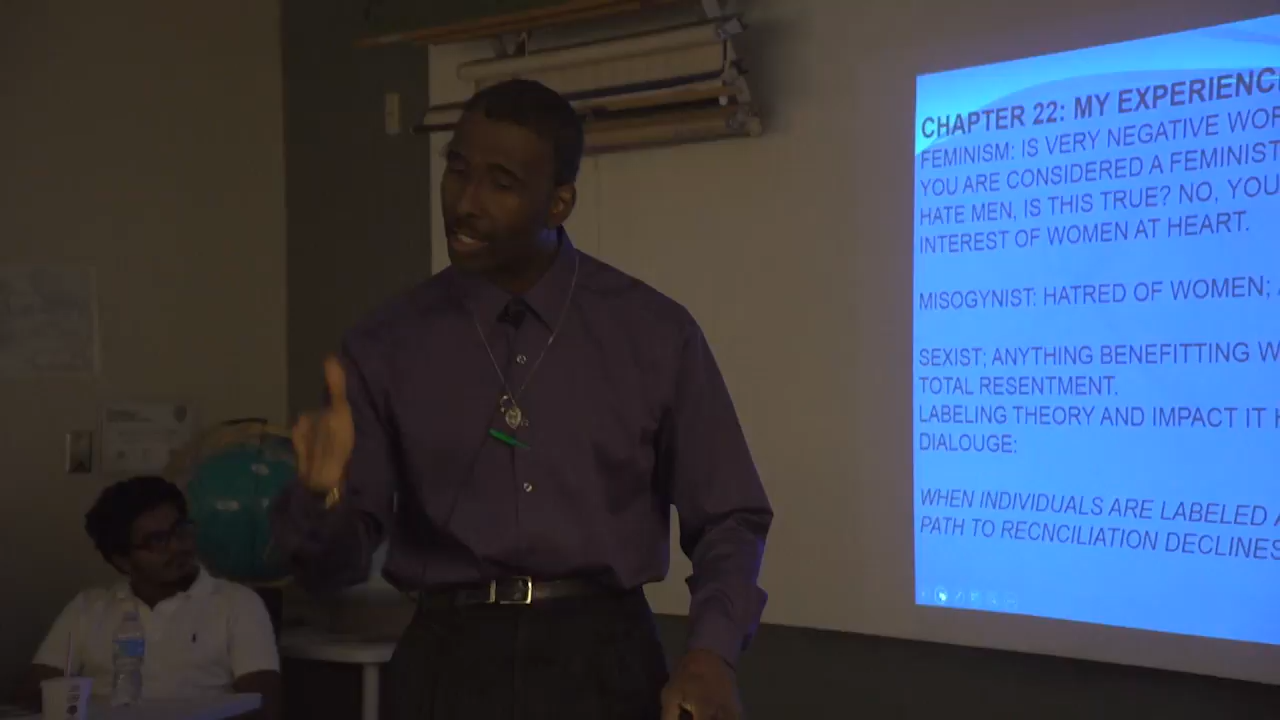 CHAPTER 22: MY EXPERIENC
FEMINISM: IS VERY NEGATIVE WOR
YOU ARE CONSIDERED A FEMINIST
HATE MEN, IS THIS TRUE? NO, YOU
INTEREST OF WOMEN AT HEART.
MISOGYNIST: HATRED OF WOMEN;
SEXIST; ANYTHING BENEFITTING W
TOTAL RESENTMENT.
LABELING THEORY AND IMPACT IT H
DIALOUGE:
WHEN INDIVIDUALS ARE LABELED A
PATH TO RECNCILIATION DECLINES